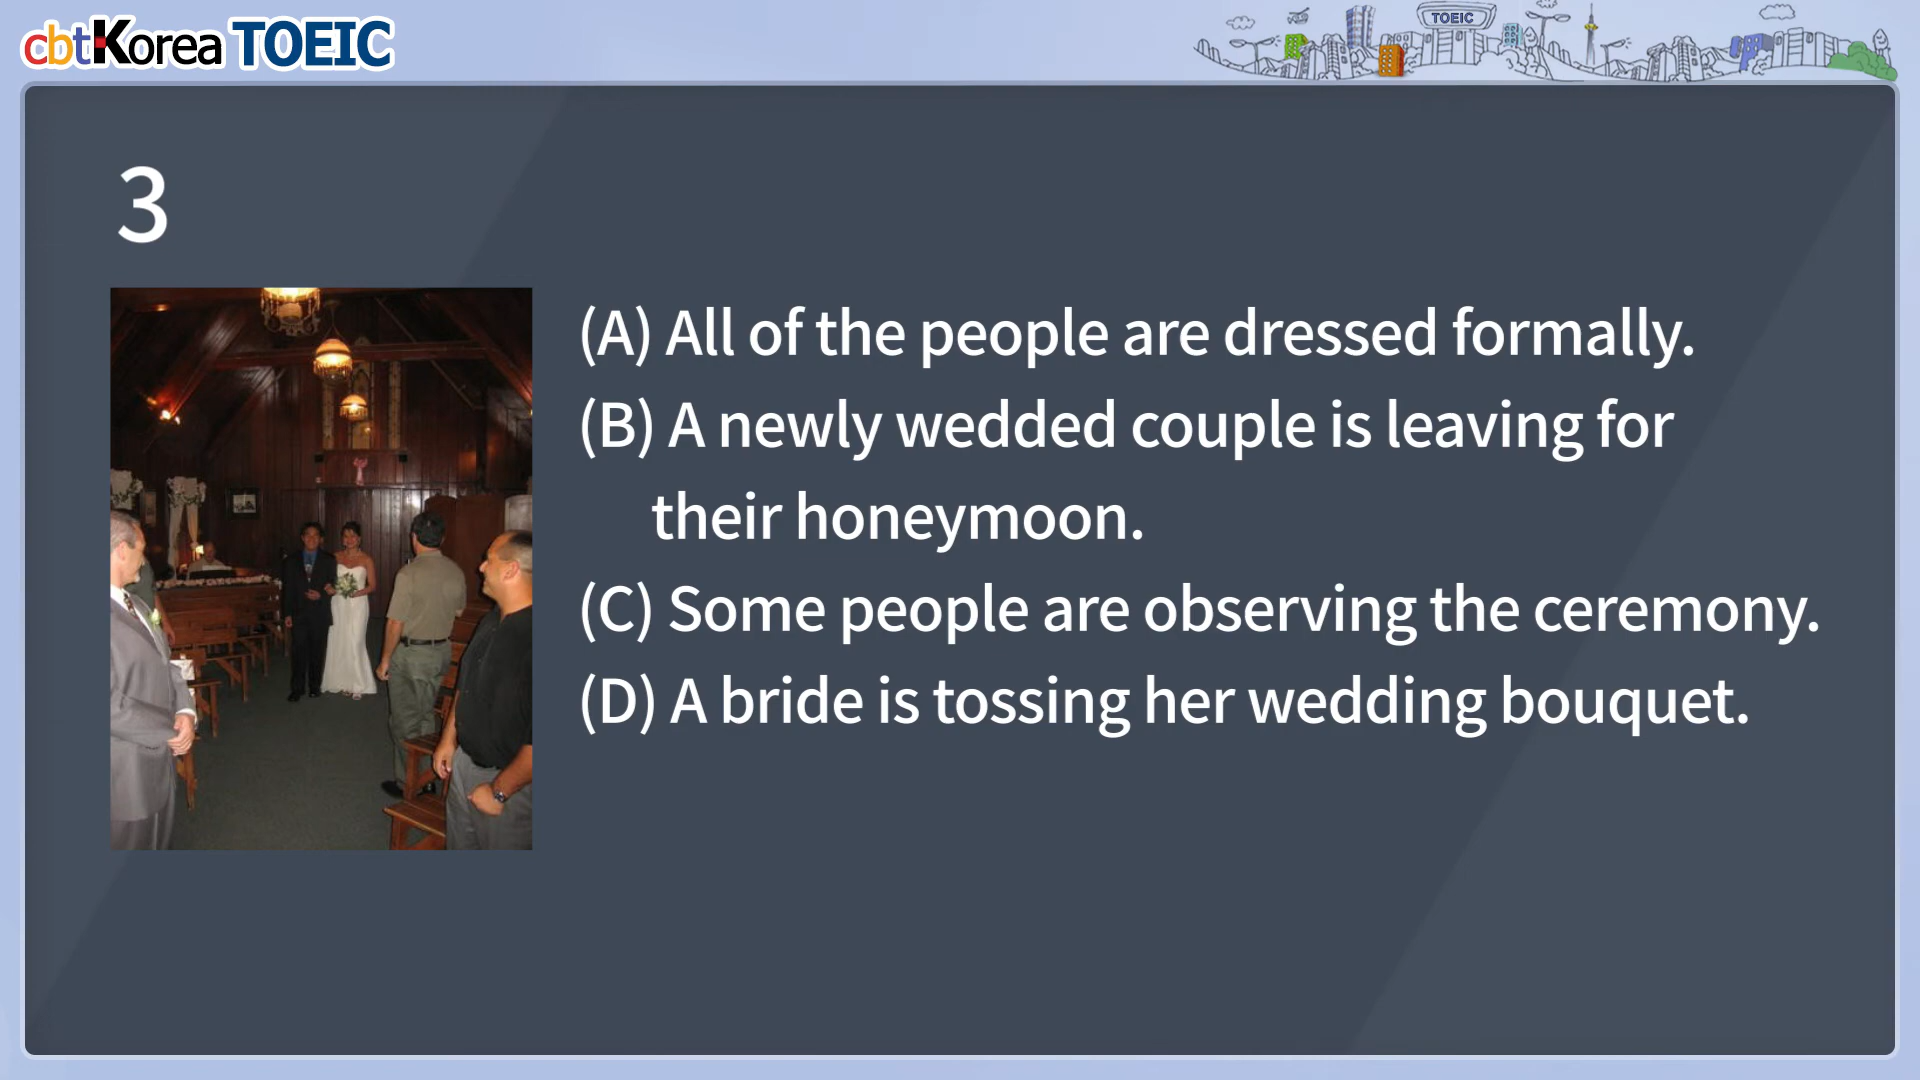 cbtKorea TOEIC
TOEIC
3
(A) All of the people are dressed formally.
(B) A newly wedded couple is leaving for
their honeymoon.
(C) Some people are observing the ceremony.
(D) A bride is tossing her wedding bouquet.